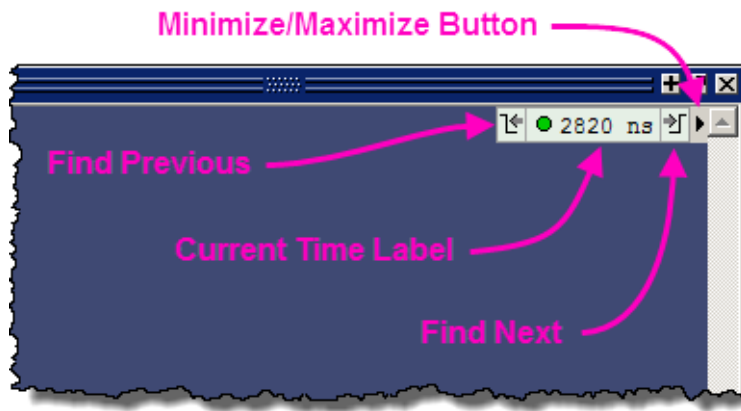 Minimize/Maximize Button
2820 ns
Find Previous
Current Time Label
Find Next